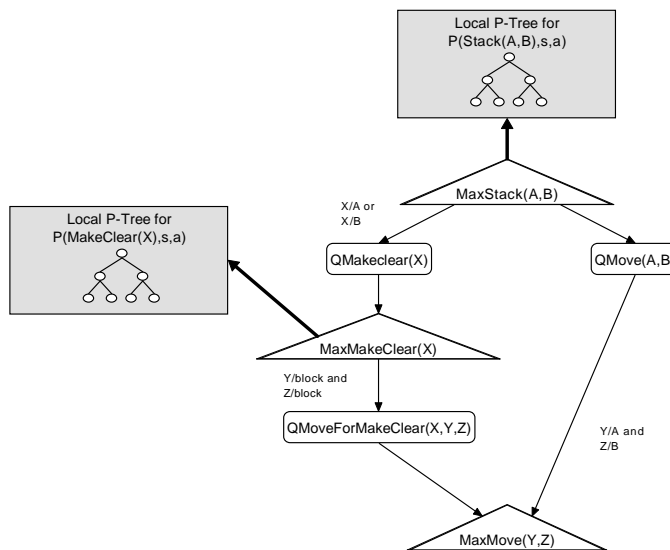 Local P-Tree for
P(Stack(A,B),s,a)
MaxStack(A,B)
X/A or
X/B
Local P-Tree for
P(MakeClear(X),s,a)
QMakeclear(X)
QMove(A,B)
MaxMakeClear(X)
Y/block and
Z/block
QMoveForMakeClear(X,Y,Z)
Y/A and
Z/B
MaxMove(Y,Z)